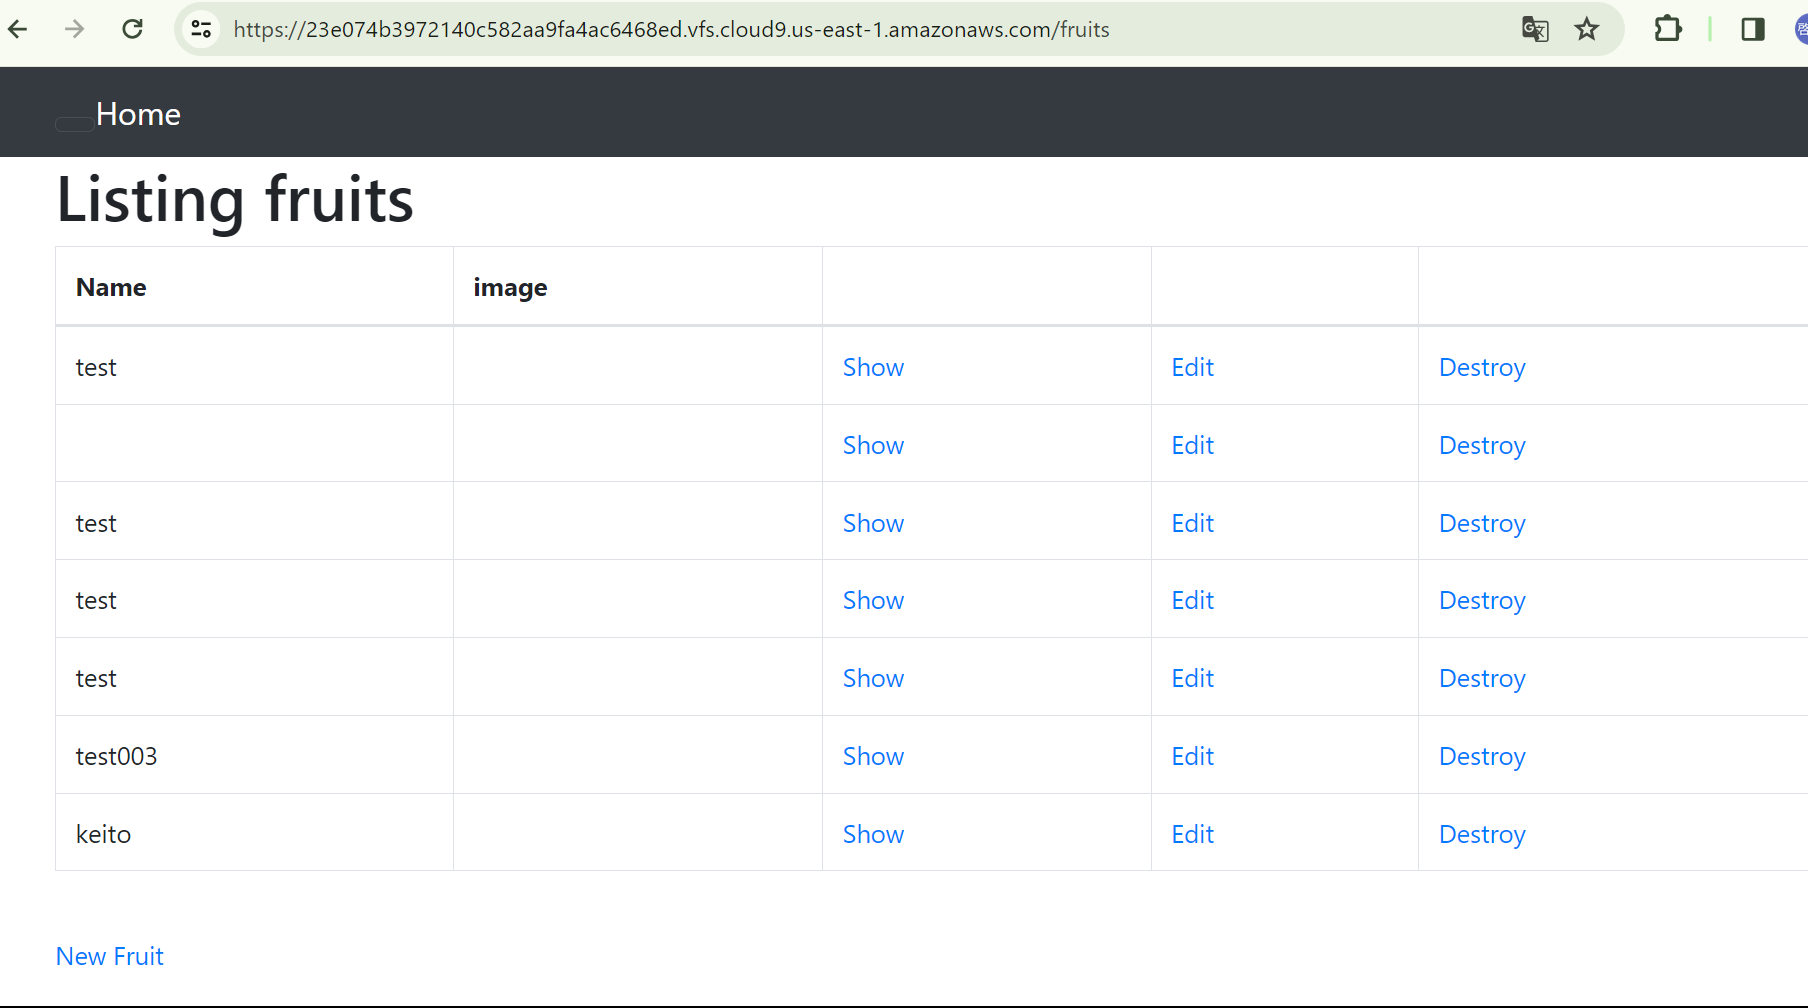 https://23e074b3972140c582aa9fa4ac6468ed.vfs.cloud9.us-east-1.amazonaws.com/fruits
Home
Listing fruits
Name image
test Show Edit Destroy
Show Edit Destroy
test Show Edit Destroy
test Show Edit Destroy
test Show Edit Destroy
test003 Show Edit Destroy
keito Show Edit Destroy
New Fruit